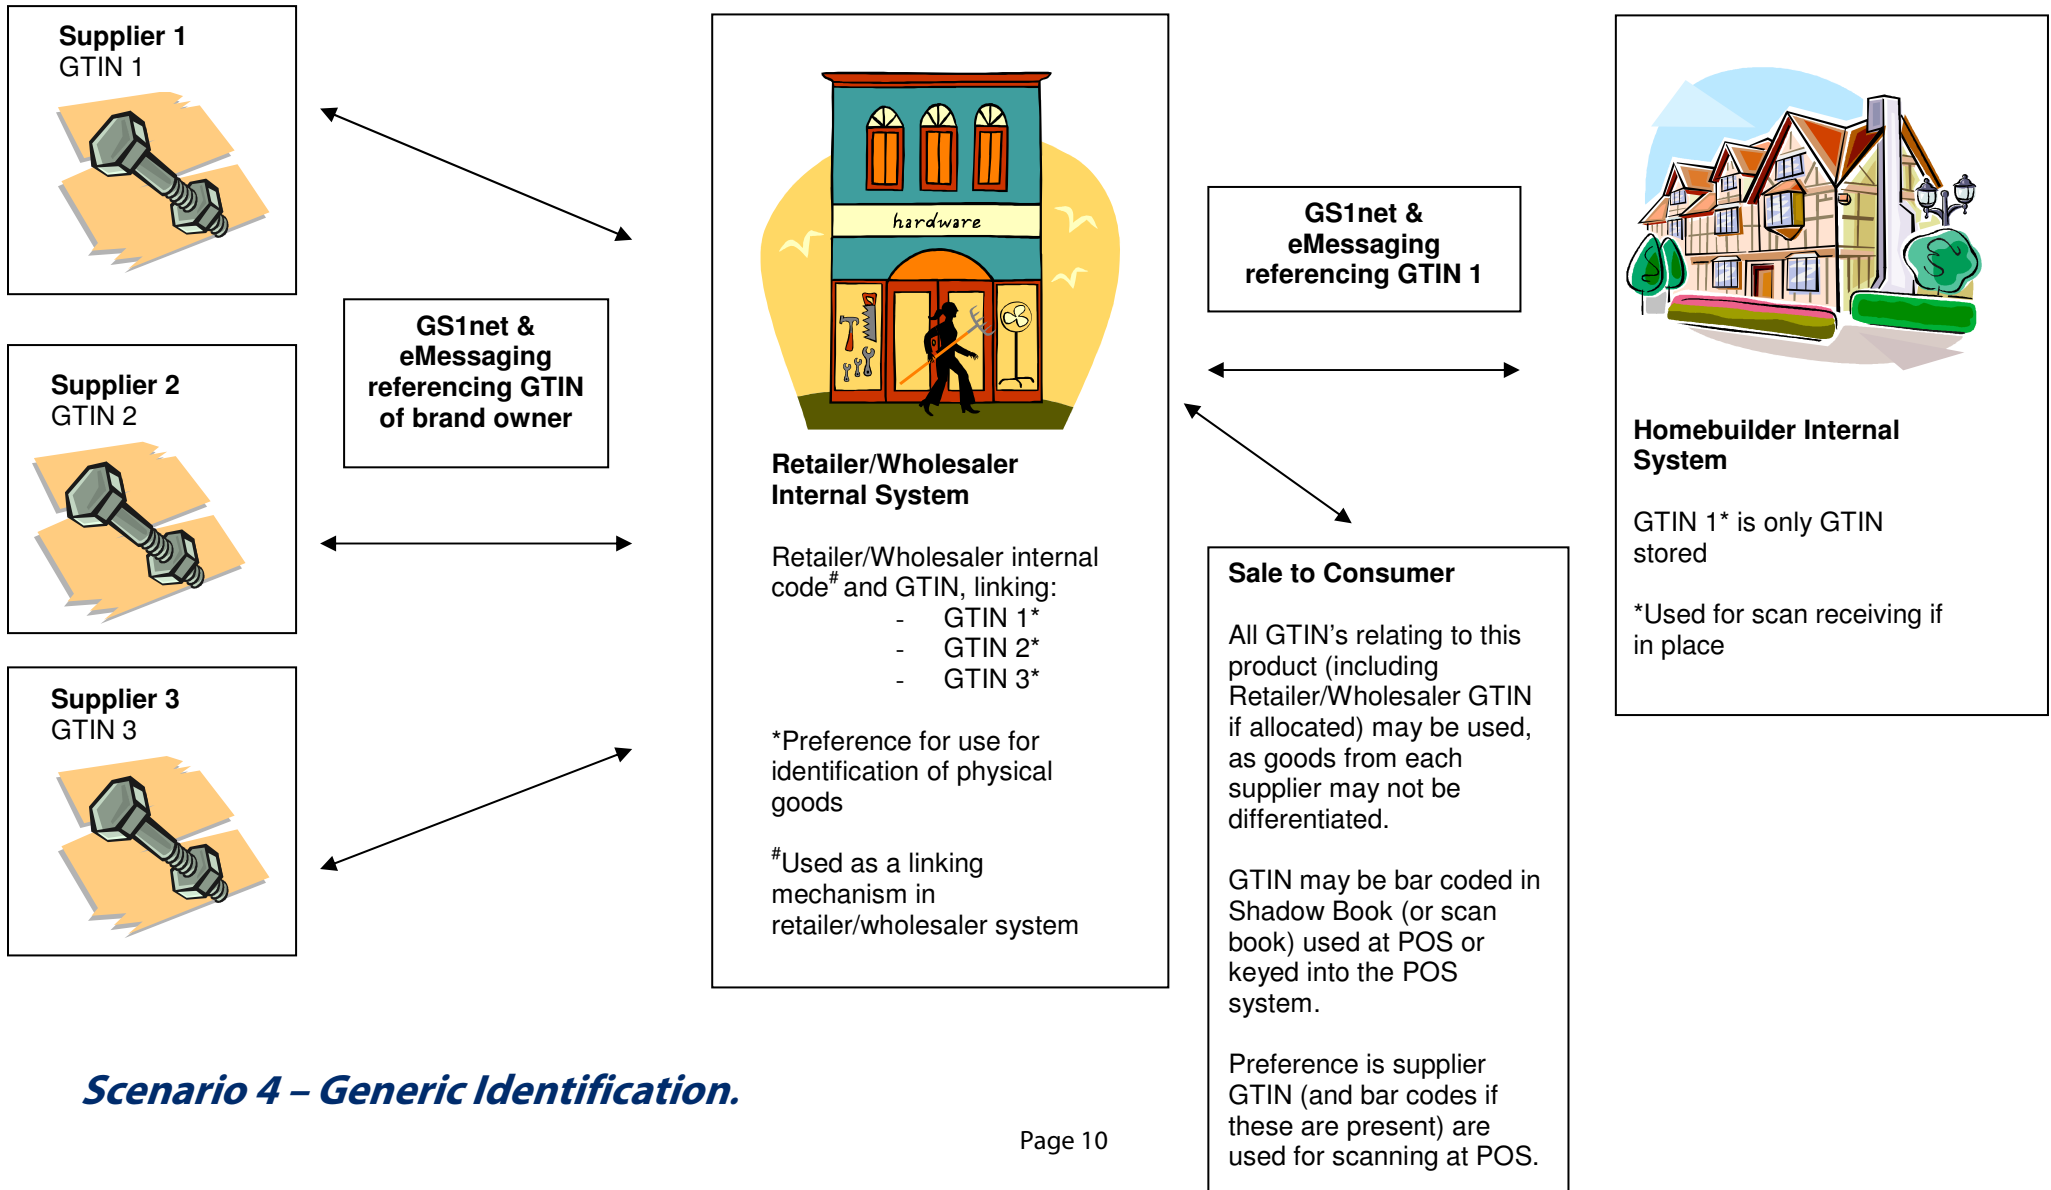 Supplier 1
GTIN 1
Supplier 2
GTIN 2
Supplier 3
GTIN 3
GS1net &
eMessaging
referencing GTIN
of brand owner
hardware
Retailer/Wholesaler
Internal System
Retailer/Wholesaler internal
code# and GTIN, linking:
- GTIN 1*
- GTIN 2*
- GTIN 3*
*Preference for use for
identification of physical
goods
#Used as a linking
mechanism in
retailer/wholesaler system
GS1net &
eMessaging
referencing GTIN 1
Sale to Consumer
All GTIN's relating to this
product (including
Retailer/Wholesaler GTIN
if allocated) may be used,
as goods from each
supplier may not be
differentiated.
GTIN may be bar coded in
Shadow Book (or scan
book) used at POS or
keyed into the POS
system.
Preference is supplier
GTIN (and bar codes if
these are present) are
used for scanning at POS.
Homebuilder Internal
System
GTIN 1* is only GTIN
stored
*Used for scan receiving if
in place
Scenario 4 – Generic Identification.
Page 10